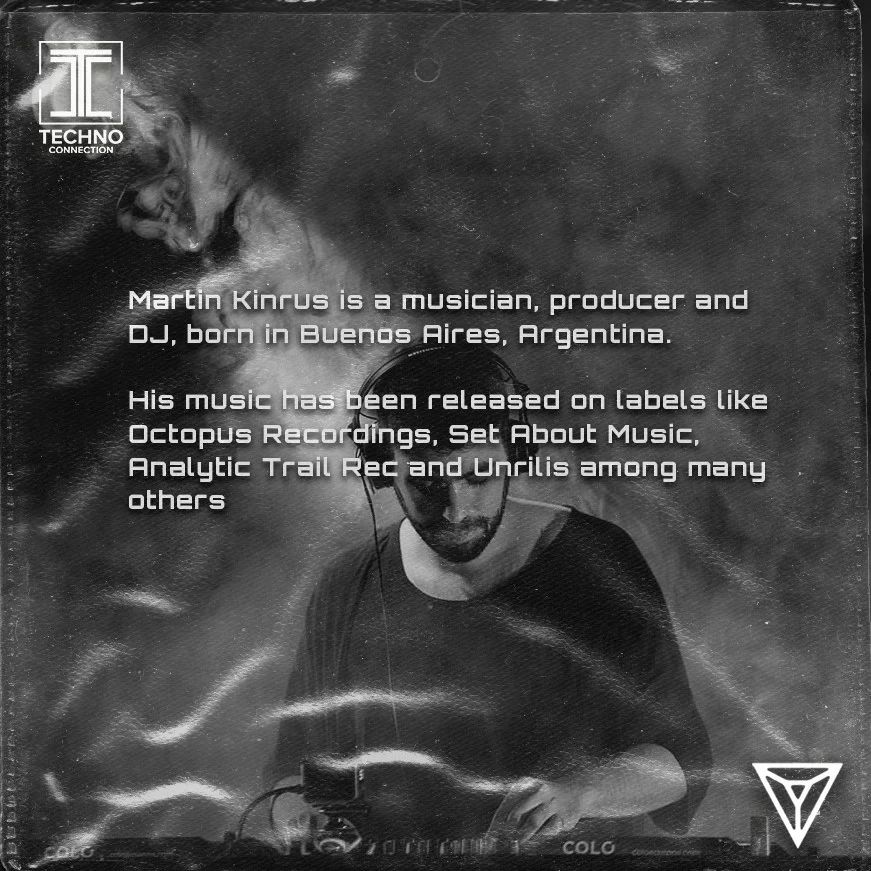 TECHNO
CONNECTION
Martin Kinrus is a musician, producer and
DJ, born in Buenos Aires, Argentina.
His music has been released on labels like
Octopus Recordings, Set About Music,
Analytic Trail Rec and Unrilis among many
others
COLO
COLO